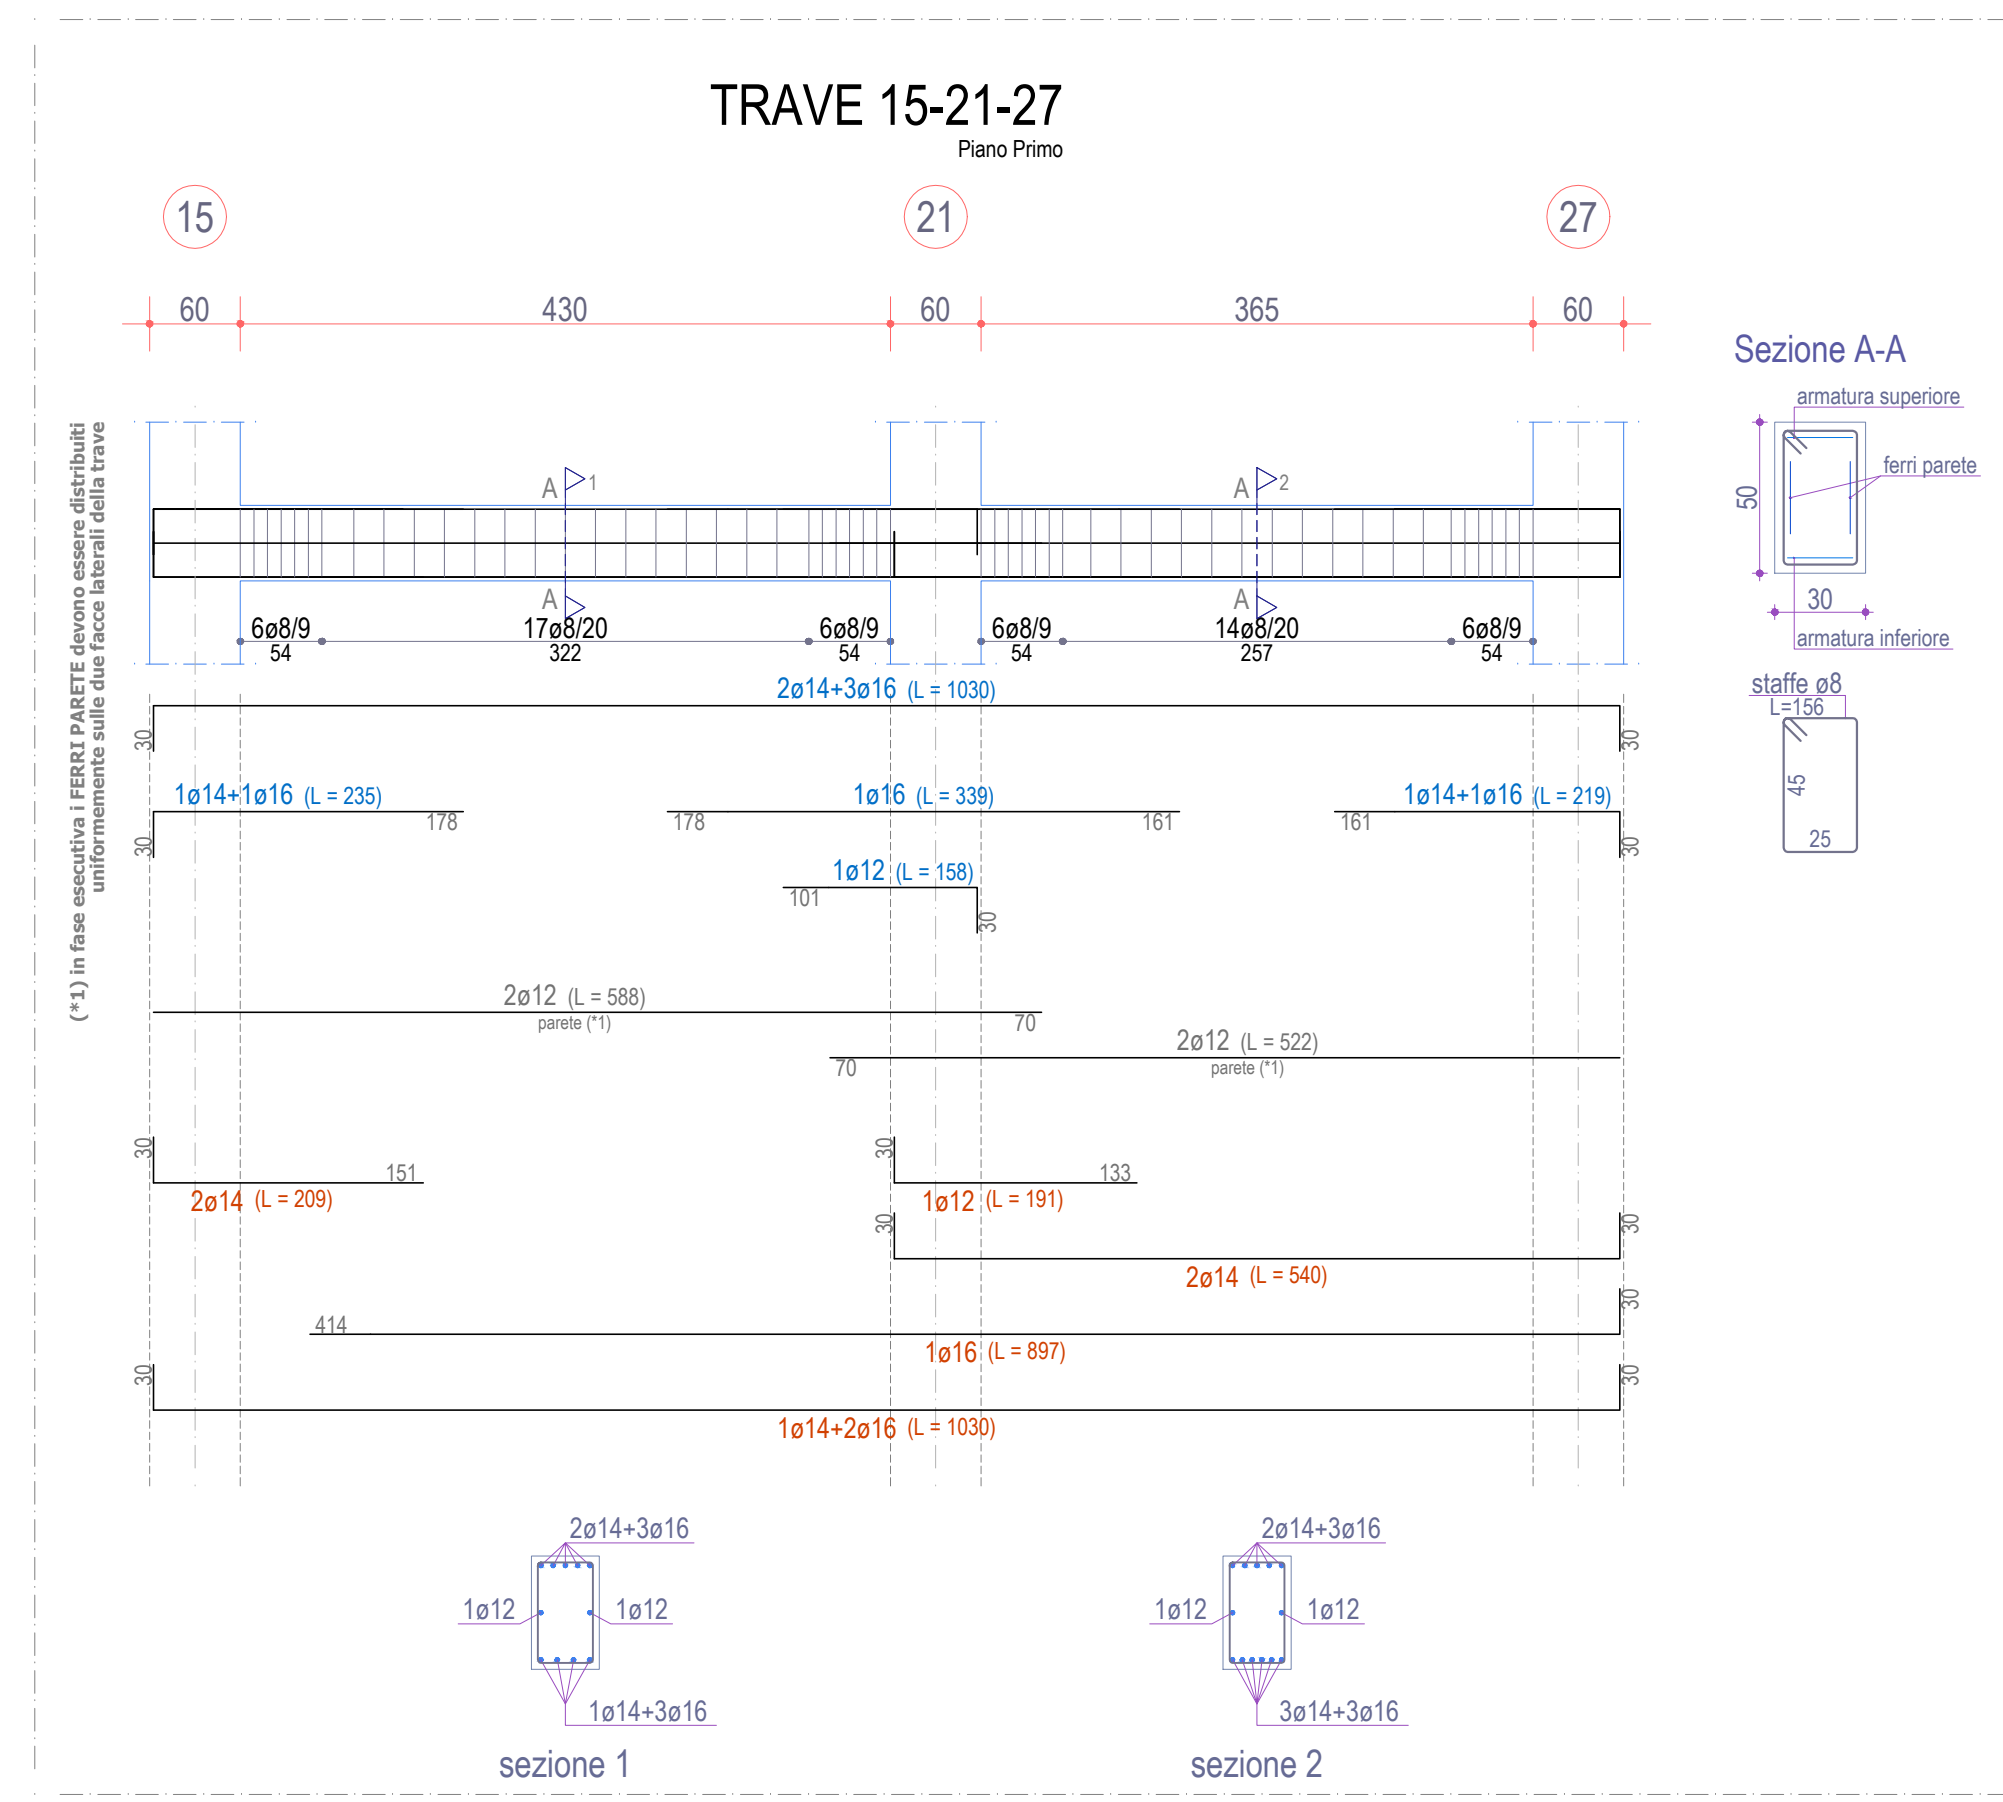 TRAVE 15-21-27
Piano Primo
15 21 27
60 430 60 365 60
(*1) in fase esecutiva i FERRI PARETE devono essere distribuiti
uniformemente sulle due facce laterali della trave
A 1 A 2
A A
6ø8/9 17ø8/20 6ø8/9 6ø8/9 14ø8/20 6ø8/9
54 322 54 54 257 54
2ø14+3ø16 (L = 1030)
30 30
1ø14+1ø16 (L = 235) 1ø16 (L = 339) 1ø14+1ø16 (L = 219)
30 178 178 161 161 30
1ø12 (L = 158)
101 30
2ø12 (L = 588)
parete (*1) 70
2ø12 (L = 522)
70 parete (*1)
30 151 30 133
2ø14 (L = 209) 1ø12 (L = 191)
30 30
2ø14 (L = 540)
414 30
1ø16 (L = 897)
30 30
1ø14+2ø16 (L = 1030)
Sezione A-A
armatura superiore
ferri parete
50
30
armatura inferiore
staffe ø8
L=156
45
25
2ø14+3ø16
1ø12 1ø12
1ø14+3ø16
sezione 1
2ø14+3ø16
1ø12 1ø12
3ø14+3ø16
sezione 2